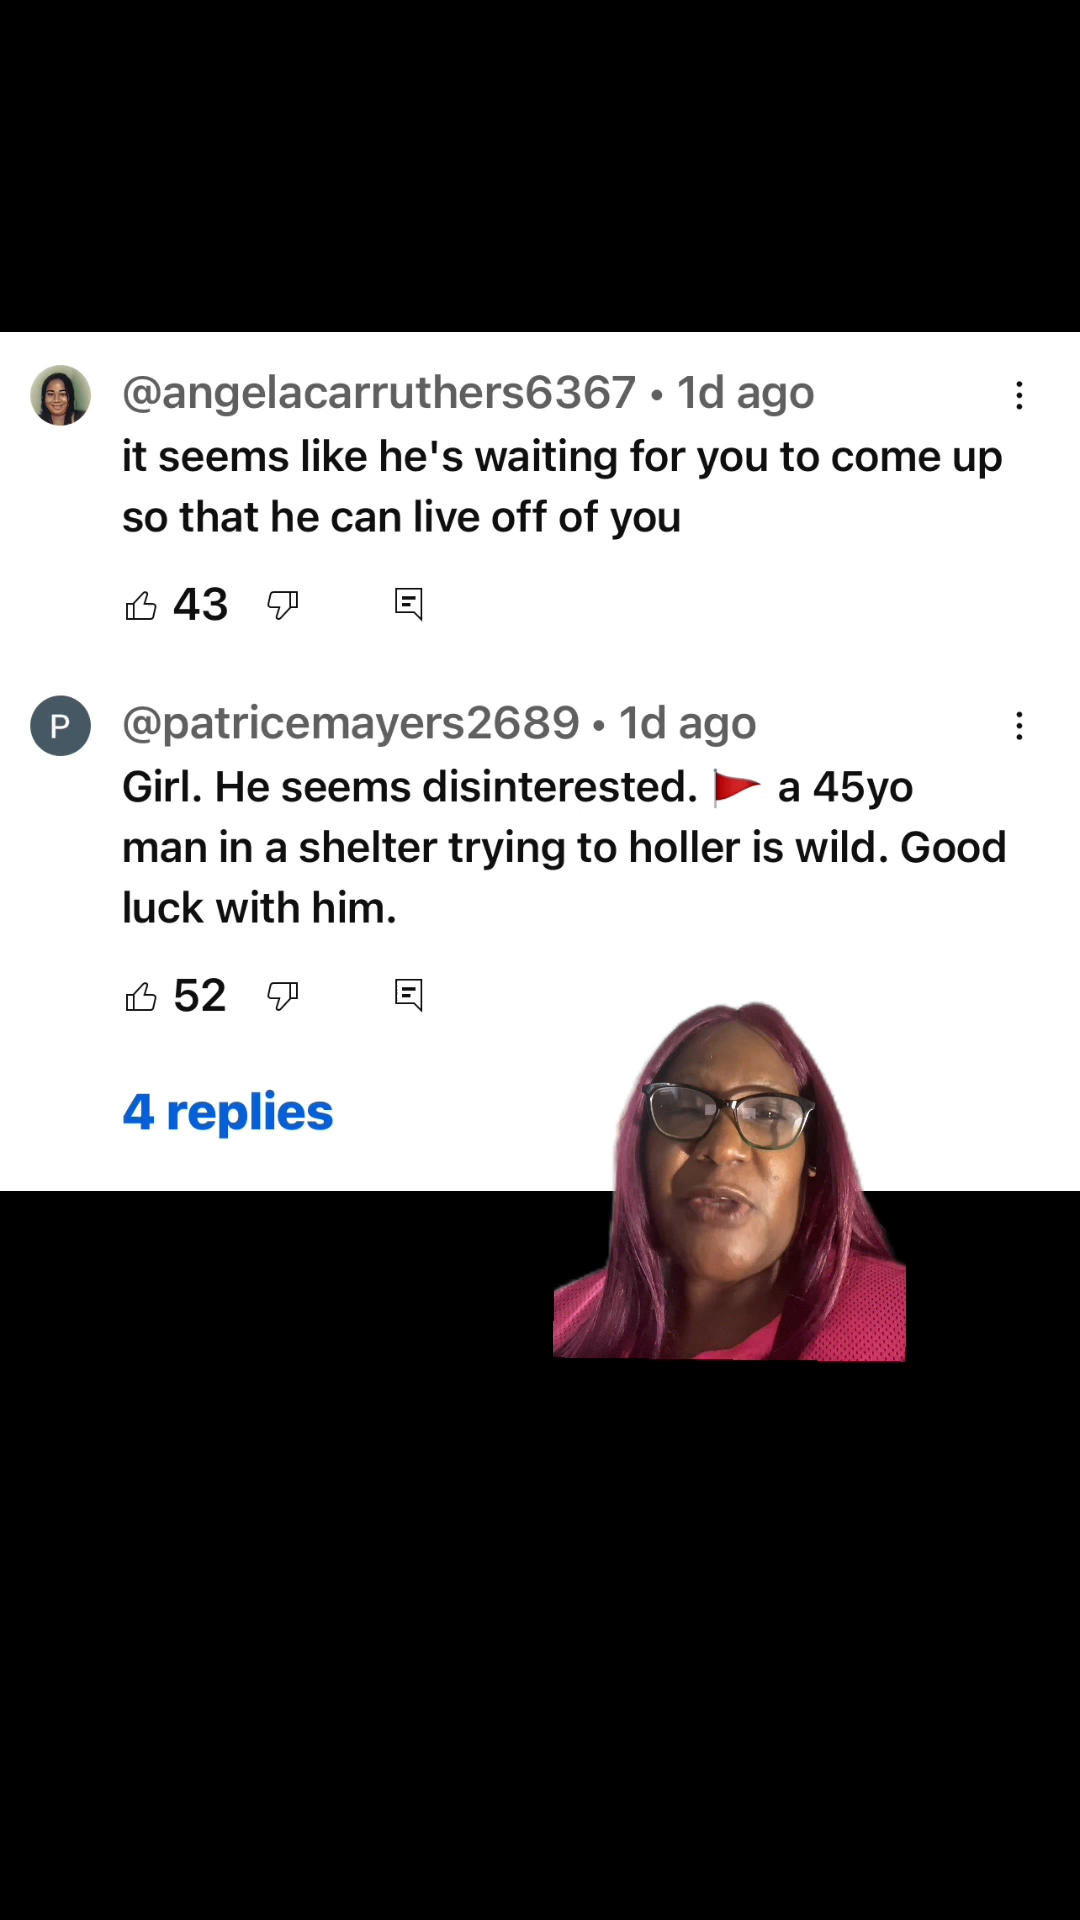 @angelacarruthers6367 • 1d ago
it seems like he's waiting for you to come up
so that he can live off of you
43
P
@patricemayers2689 • 1d ago
Girl. He seems disinterested. 🚩 a 45yo
man in a shelter trying to holler is wild. Good
luck with him.
52
4 replies